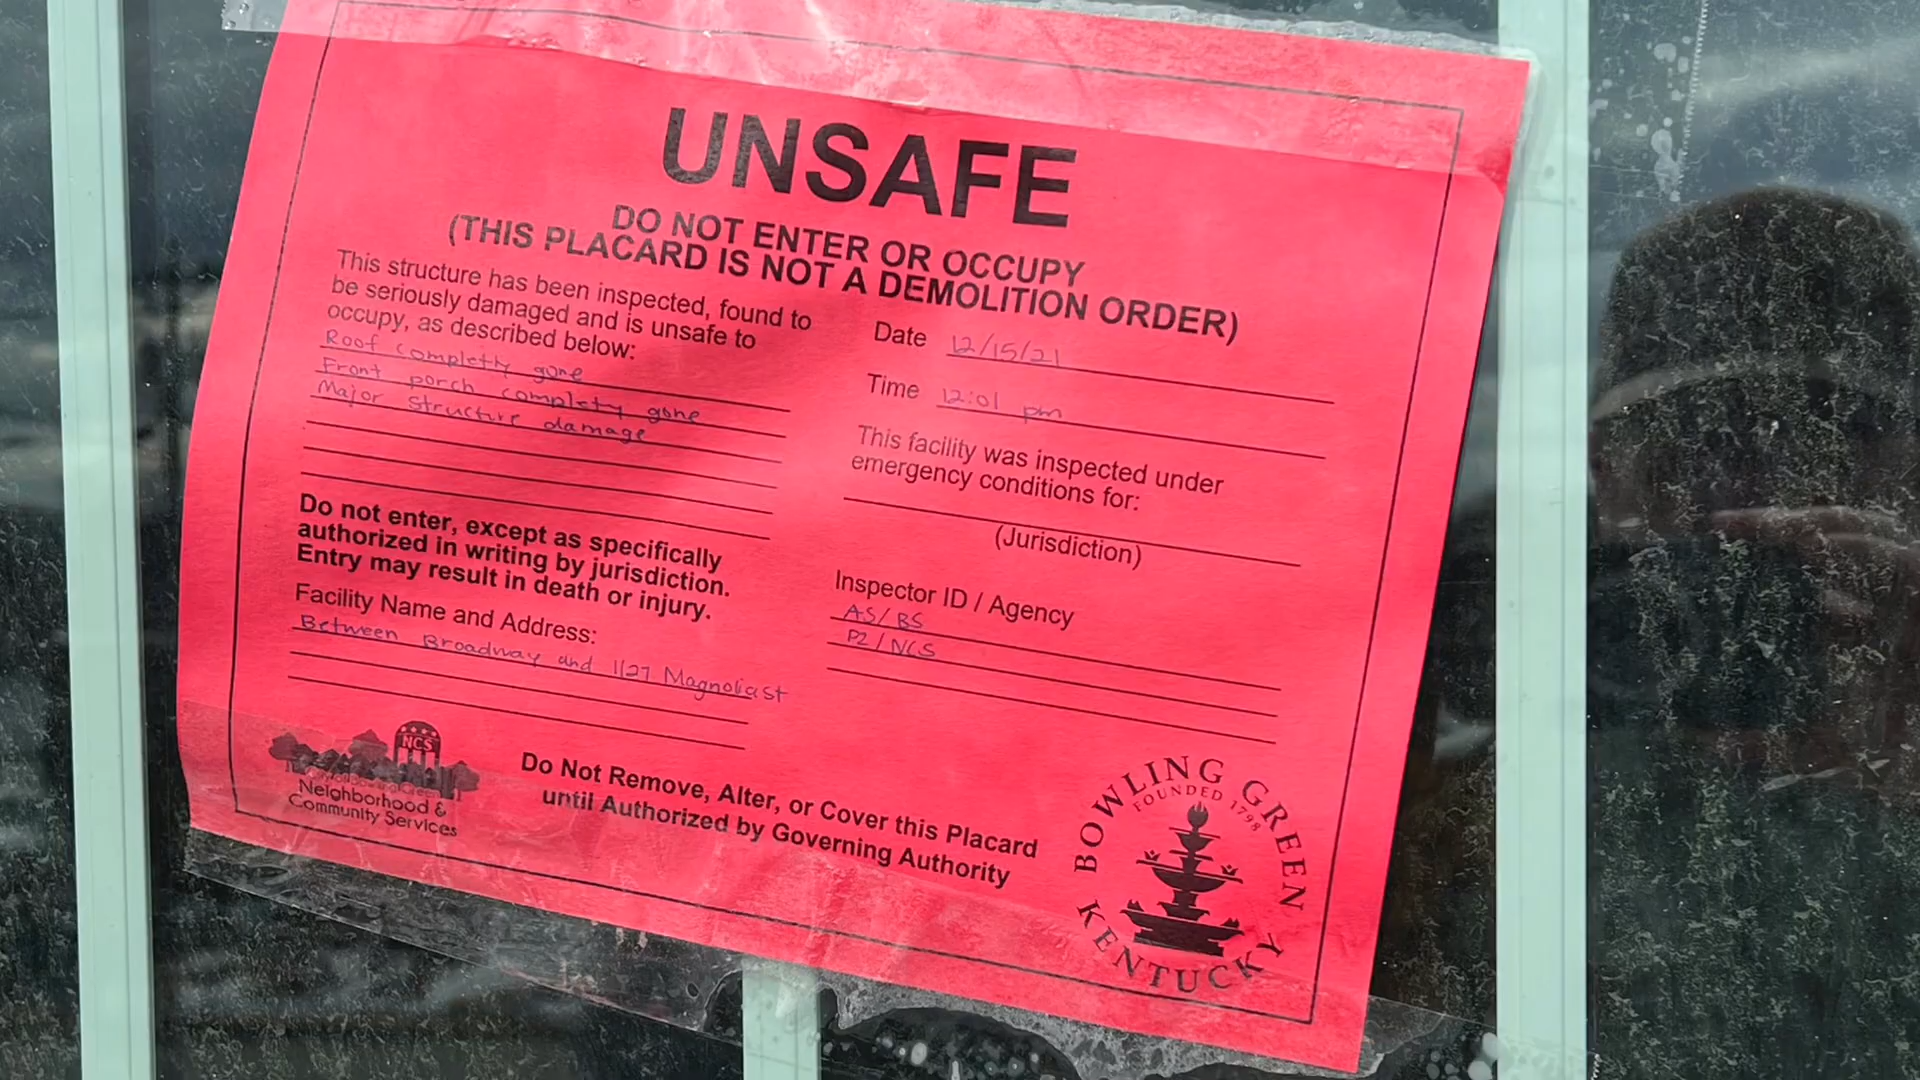 UNSAFE
DO NOT ENTER OR OCCUPY
(THIS PLACARD IS NOT A DEMOLITION ORDER)
This structure has been inspected, found to
be seriously damaged and is unsafe to
occupy, as described below:
Roof completly gone
Front porch complety gone
Major Structure damage
Do not enter, except as specifically
authorized in writing by jurisdiction.
Entry may result in death or injury.
Facility Name and Address:
Between Broadway and 1127 Magnolia st
Date 12/15/21
Time 12:01 pm
This facility was inspected under
emergency conditions for:
(Jurisdiction)
Inspector ID / Agency
AS/BS
PZ/NCS
NCS
Neighborhood &
Community Services
Do Not Remove, Alter, or Cover this Placard
until Authorized by Governing Authority
BOWLING GREEN
FOUNDED 1798
KENTUCKY